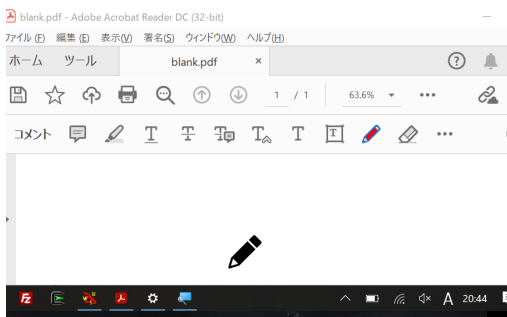 blank.pdf - Adobe Acrobat Reader DC (32-bit)
ファイル (F) 編集 (E) 表示(V) 署名(S) ウィンドウ(W) ヘルプ(H)
ホーム ツール blank.pdf ×
1 / 1 63.6%
コメント T T T T T T
Fz A 20:44